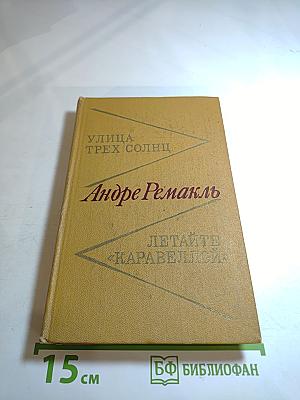 УЛИЦА
ТРЕХ СОЛНЦ
Андре Ремакль
ЛЕТАЙТЕ
«КАРАВЕЛЛОЙ»
15 см
БФ БИБЛИОФАН